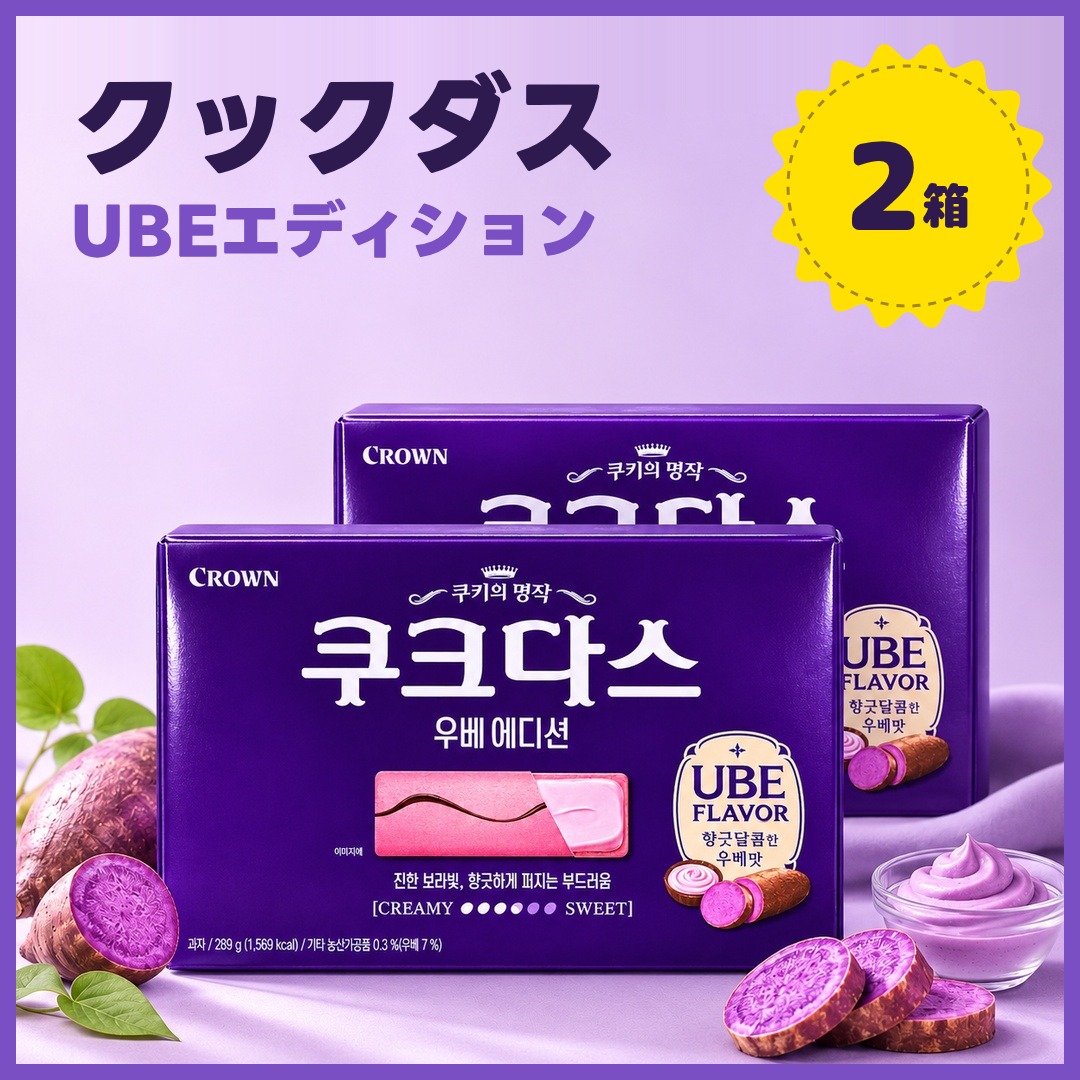 クックダス
UBEエディション
2箱
CROWN
쿠키의 명작
쿠크다스
UBE
FLAVOR
향긋달콤한
우베맛
CROWN
쿠키의 명작
쿠크다스
우베 에디션
UBE
FLAVOR
향긋달콤한
우베맛
이미지예
진한 보라빛, 향긋하게 퍼지는 부드러움
[CREAMY SWEET]
과자 / 289 g (1,569 kcal) / 기타 농산가공품 0.3 %(우베 7 %)